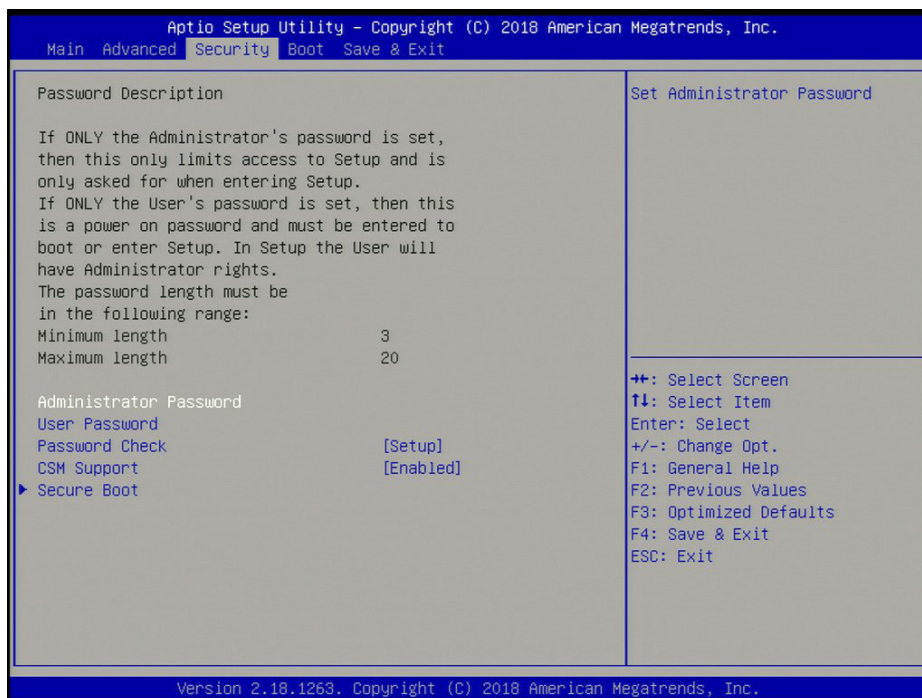 Aptio Setup Utility – Copyright (C) 2018 American Megatrends, Inc.
Main Advanced Security Boot Save & Exit
Password Description
If ONLY the Administrator's password is set,
then this only limits access to Setup and is
only asked for when entering Setup.
If ONLY the User's password is set, then this
is a power on password and must be entered to
boot or enter Setup. In Setup the User will
have Administrator rights.
The password length must be
in the following range:
Minimum length 3
Maximum length 20
Administrator Password
User Password
Password Check [Setup]
CSM Support [Enabled]
Secure Boot
Set Administrator Password
→←: Select Screen
↑↓: Select Item
Enter: Select
+/-: Change Opt.
F1: General Help
F2: Previous Values
F3: Optimized Defaults
F4: Save & Exit
ESC: Exit
Version 2.18.1263. Copyright (C) 2018 American Megatrends, Inc.